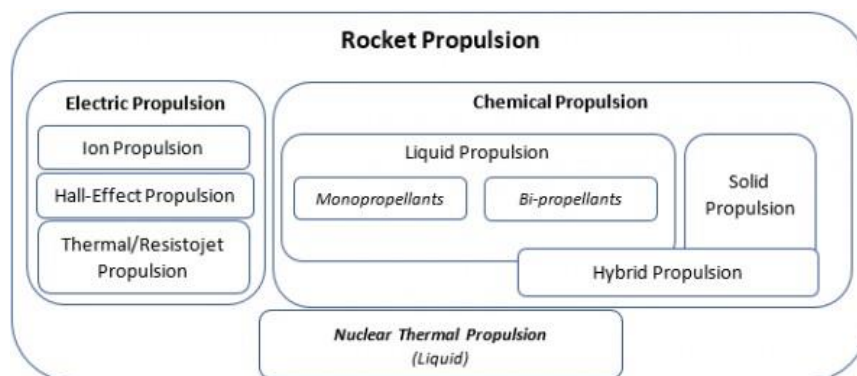 Rocket Propulsion
Electric Propulsion
Ion Propulsion
Hall-Effect Propulsion
Thermal/Resistojet
Propulsion
Chemical Propulsion
Liquid Propulsion
Monopropellants
Bi-propellants
Solid
Propulsion
Hybrid Propulsion
Nuclear Thermal Propulsion
(Liquid)